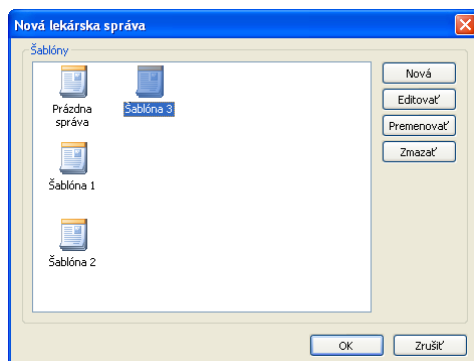 Nová lekárska správa
Šablóny
Prázdna
správa
Šablóna 3
Šablóna 1
Šablóna 2
Nová
Editovať
Premenovať
Zmazať
OK
Zrušiť